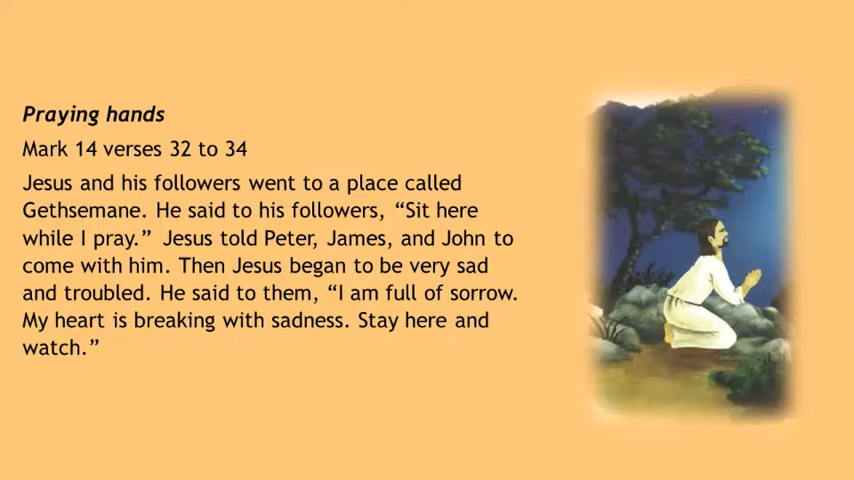 Praying hands
Mark 14 verses 32 to 34
Jesus and his followers went to a place called
Gethsemane. He said to his followers, “Sit here
while I pray.” Jesus told Peter, James, and John to
come with him. Then Jesus began to be very sad
and troubled. He said to them, “I am full of sorrow.
My heart is breaking with sadness. Stay here and
watch.”